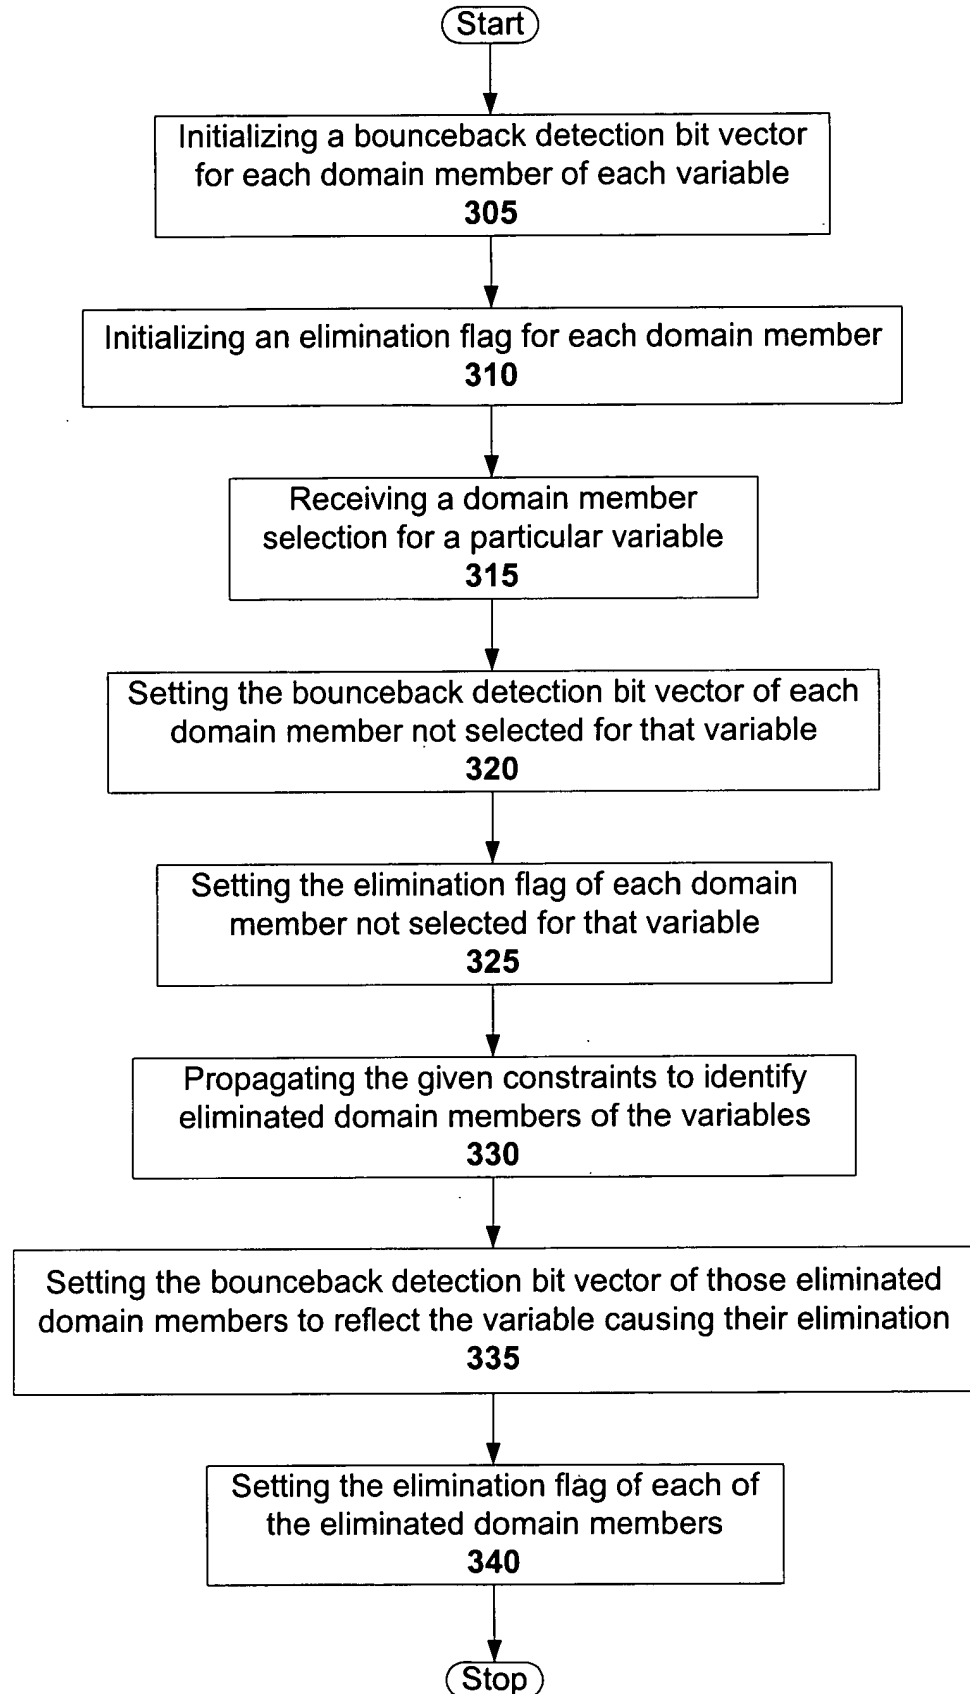 Start
Initializing a bounceback detection bit vector
for each domain member of each variable
305
Initializing an elimination flag for each domain member
310
Receiving a domain member
selection for a particular variable
315
Setting the bounceback detection bit vector of each
domain member not selected for that variable
320
Setting the elimination flag of each domain
member not selected for that variable
325
Propagating the given constraints to identify
eliminated domain members of the variables
330
Setting the bounceback detection bit vector of those eliminated
domain members to reflect the variable causing their elimination
335
Setting the elimination flag of each of
the eliminated domain members
340
Stop